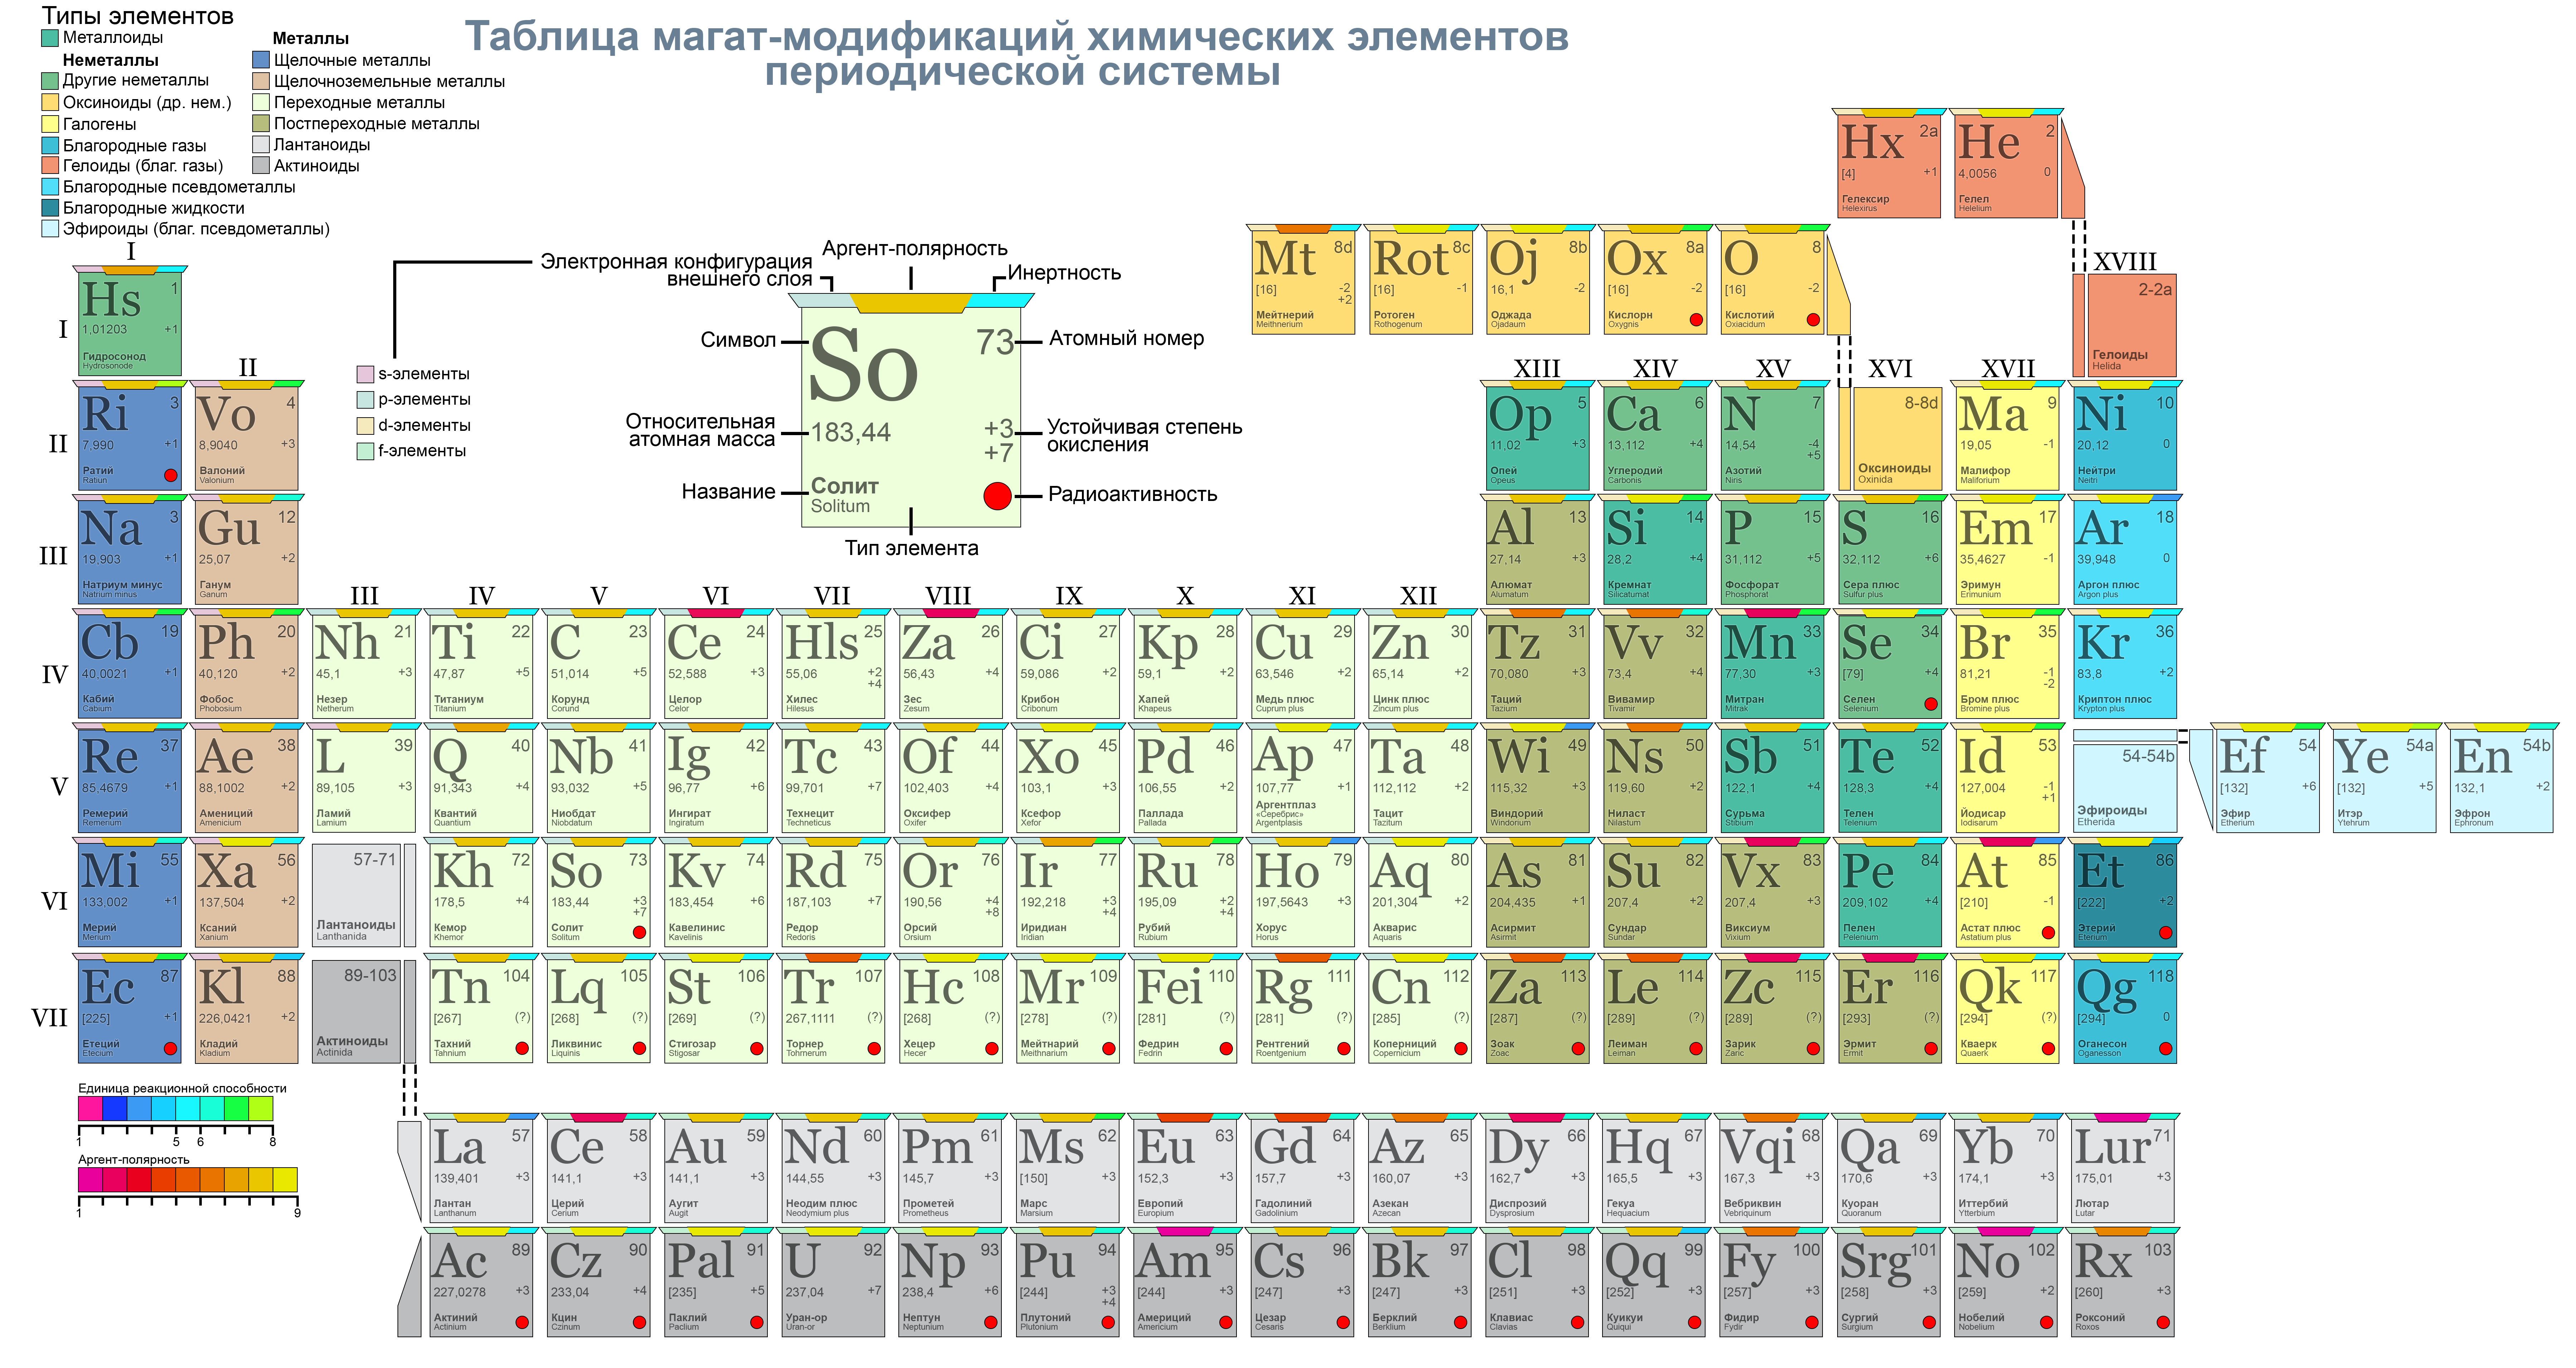 Типы элементов
Металлоиды
Неметаллы
Другие неметаллы
Оксиноиды (др. нем.)
Галогены
Благородные газы
Гелоиды (благ. газы)
Благородные псевдометаллы
Благородные жидкости
Эфироиды (благ. псевдометаллы)
Металлы
Щелочные металлы
Щелочноземельные металлы
Переходные металлы
Постпереходные металлы
Лантаноиды
Актиноиды
Таблица магат-модификаций химических элементов
периодической системы
Электронная конфигурация
внешнего слоя
Аргент-полярность
Инертность
Символ
Атомный номер
Относительная
атомная масса
Устойчивая степень
окисления
Название
Радиоактивность
Тип элемента
So 73
183,44 +3
+7
Солит
Solitum
s-элементы
p-элементы
d-элементы
f-элементы
Hx 2a
[4] +1
Гелексир
Helexirus
He 2
4,0056 0
Гелел
Helelium
Mt 8d
[16] -2
+2
Мейтнерий
Meithnerium
Rot 8c
[16] -1
Ротоген
Rothogenum
Oj 8b
16,1 -2
Оджада
Ojadaum
Ox 8a
[16] -2
Кислорн
Oxygnis
O 8
[16] -2
Кислотий
Oxiacidum
I II III IV V VI VII VIII IX X XI XII XIII XIV XV XVI XVII XVIII
I
Hs 1
1,01203 +1
Гидросонод
Hydrosonode
2-2a
Гелоиды
Helida
II
Ri 3
7,990 +1
Ратий
Ratiun
Vo 4
8,9040 +3
Валоний
Valonium
Op 5
11,02 +3
Опей
Opeus
Ca 6
13,112 +4
Углеродий
Carbonis
N 7
14,54 -4
+5
Азотий
Niris
8-8d
Оксиноиды
Oxinida
Ma 9
19,05 -1
Малифор
Maliforium
Ni 10
20,12 0
Нейтри
Neitri
III
Na 3
19,903 +1
Натриум минус
Natrium minus
Gu 12
25,07 +2
Ганум
Ganum
Al 13
27,14 +3
Алюмат
Alumatum
Si 14
28,2 +4
Кремнат
Silicatumat
P 15
31,112 +5
Фосфорат
Phosphorat
S 16
32,112 +6
Сера плюс
Sulfur plus
Em 17
35,4627 -1
Эримун
Erimunium
Ar 18
39,948 0
Аргон плюс
Argon plus
IV
Cb 19
40,0021 +1
Кабий
Cabium
Ph 20
40,120 +2
Фобос
Phobosium
Nh 21
45,1 +3
Незер
Netherum
Ti 22
47,87 +5
Титаниум
Titanium
C 23
51,014 +5
Корунд
Corund
Ce 24
52,588 +3
Целор
Celor
Hls 25
55,06 +2
+4
Хилес
Hilesus
Za 26
56,43 +4
Зес
Zesum
Ci 27
59,086 +2
Крибон
Cribonum
Kp 28
59,1 +2
Хапей
Khapeus
Cu 29
63,546 +2
Медь плюс
Cuprum plus
Zn 30
65,14 +2
Цинк плюс
Zincum plus
Tz 31
70,080 +3
Таций
Tazium
Vv 32
73,4 +4
Вивамир
Tivamir
Mn 33
77,30 +3
Митран
Mitrak
Se 34
[79] +4
Селен
Selenium
Br 35
81,21 -1
-2
Бром плюс
Bromine plus
Kr 36
83,8 +2
Криптон плюс
Krypton plus
V
Re 37
85,4679 +1
Ремерий
Remerium
Ae 38
88,1002 +2
Амениций
Amenicium
L 39
89,105 +3
Ламий
Lamium
Q 40
91,343 +4
Квантий
Quantium
Nb 41
93,032 +5
Ниобдат
Niobdatum
Ig 42
96,77 +6
Ингират
Ingiratum
Tc 43
99,701 +7
Технецит
Techneticus
Of 44
102,403 +4
Оксифер
Oxifer
Xo 45
103,1 +3
Ксефор
Xefor
Pd 46
106,55 +2
Паллада
Pallada
Ap 47
107,77 +1
Аргентплаз
«Серебрис»
Argentplasis
Ta 48
112,112 +2
Тацит
Tazitum
Wi 49
115,32 +3
Виндорий
Windorium
Ns 50
119,60 +2
Ниласт
Nilastum
Sb 51
122,1 +4
Сурьма
Stibium
Te 52
128,3 +4
Телен
Telenium
Id 53
127,004 -1
+1
Йодисар
Iodisarum
54-54b
Эфироиды
Etherida
Ef 54
[132] +6
Эфир
Etherium
Ye 54a
[132] +5
Итэр
Ytehrum
En 54b
132,1 +2
Эфрон
Ephronum
VI
Mi 55
133,002 +1
Мерий
Merium
Xa 56
137,504 +2
Ксаний
Xanium
57-71
Лантаноиды
Lanthanida
Kh 72
178,5 +4
Кемор
Khemor
So 73
183,44 +3
+7
Солит
Solitum
Kv 74
183,454 +6
Кавелинис
Kavelinis
Rd 75
187,103 +7
Редор
Redoris
Or 76
190,56 +4
+8
Орсий
Orsium
Ir 77
192,218 +3
+4
Иридиан
Iridian
Ru 78
195,09 +2
+4
Рубий
Rubium
Ho 79
197,5643 +3
Хорус
Horus
Aq 80
201,304 +2
Акварис
Aquaris
As 81
204,435 +1
Асирмит
Asirmit
Su 82
207,4 +2
Сундар
Sundar
Vx 83
207,4 +3
Виксиум
Vixium
Pe 84
209,102 +4
Пелен
Pelenium
At 85
[210] -1
Астат плюс
Astatium plus
Et 86
[222] +2
Этерий
Eterium
VII
Ec 87
[225] +1
Етеций
Etecium
Kl 88
226,0421 +2
Кладий
Kladium
89-103
Актиноиды
Actinida
Tn 104
[267] (?)
Тахний
Tahnium
Lq 105
[268] (?)
Ликвинис
Liquinis
St 106
[269] (?)
Стигозар
Stigosar
Tr 107
267,1111 (?)
Торнер
Tohmerum
Hc 108
[268] (?)
Хецер
Hecer
Mr 109
[278] (?)
Мейтнарий
Meithnarium
Fei 110
[281] (?)
Федрин
Fedrin
Rg 111
[281] (?)
Рентгений
Roentgenium
Cn 112
[285] (?)
Коперниций
Copernicium
Za 113
[287] (?)
Зоак
Zoac
Le 114
[289] (?)
Леиман
Leiman
Zc 115
[289] (?)
Зарик
Zaric
Er 116
[293] (?)
Эрмит
Ermit
Qk 117
[294] (?)
Кваерк
Quaerk
Qg 118
[294] 0
Оганесон
Oganesson
Единица реакционной способности
1 5 6 8
Аргент-полярность
1 9
La 57
139,401 +3
Лантан
Lanthanum
Ce 58
141,1 +3
Церий
Cerium
Au 59
141,1 +3
Аугит
Augit
Nd 60
144,55 +3
Неодим плюс
Neodymium plus
Pm 61
145,7 +3
Прометей
Prometheus
Ms 62
[150] +3
Марс
Marsium
Eu 63
152,3 +3
Европий
Europium
Gd 64
157,7 +3
Гадолиний
Gadolinium
Az 65
160,07 +3
Азекан
Azecan
Dy 66
162,7 +3
Диспрозий
Dysprosium
Hq 67
165,5 +3
Гекуа
Hequacium
Vqi 68
167,3 +3
Вебриквин
Vebriquinum
Qa 69
170,6 +3
Куоран
Quoranum
Yb 70
174,1 +3
Иттербий
Ytterbium
Lur 71
175,01 +3
Лютар
Lutar
Ac 89
227,0278 +3
Актиний
Actinium
Cz 90
233,04 +4
Кцин
Czinum
Pal 91
[235] +5
Паклий
Paclium
U 92
237,04 +7
Уран-ор
Uran-or
Np 93
238,4 +6
Нептун
Neptunium
Pu 94
[244] +3
+4
Плутоний
Plutonium
Am 95
[244] +3
Америций
Americium
Cs 96
[247] +3
Цезар
Cesaris
Bk 97
[247] +3
Берклий
Berklium
Cl 98
[251] +3
Клавиас
Clavias
Qq 99
[252] +3
Куикуи
Quiqui
Fy 100
[257] +3
Фидир
Fydir
Srg 101
[258] +3
Сургий
Surgium
No 102
[259] +2
Нобелий
Nobelium
Rx 103
[260] +3
Роксоний
Roxos